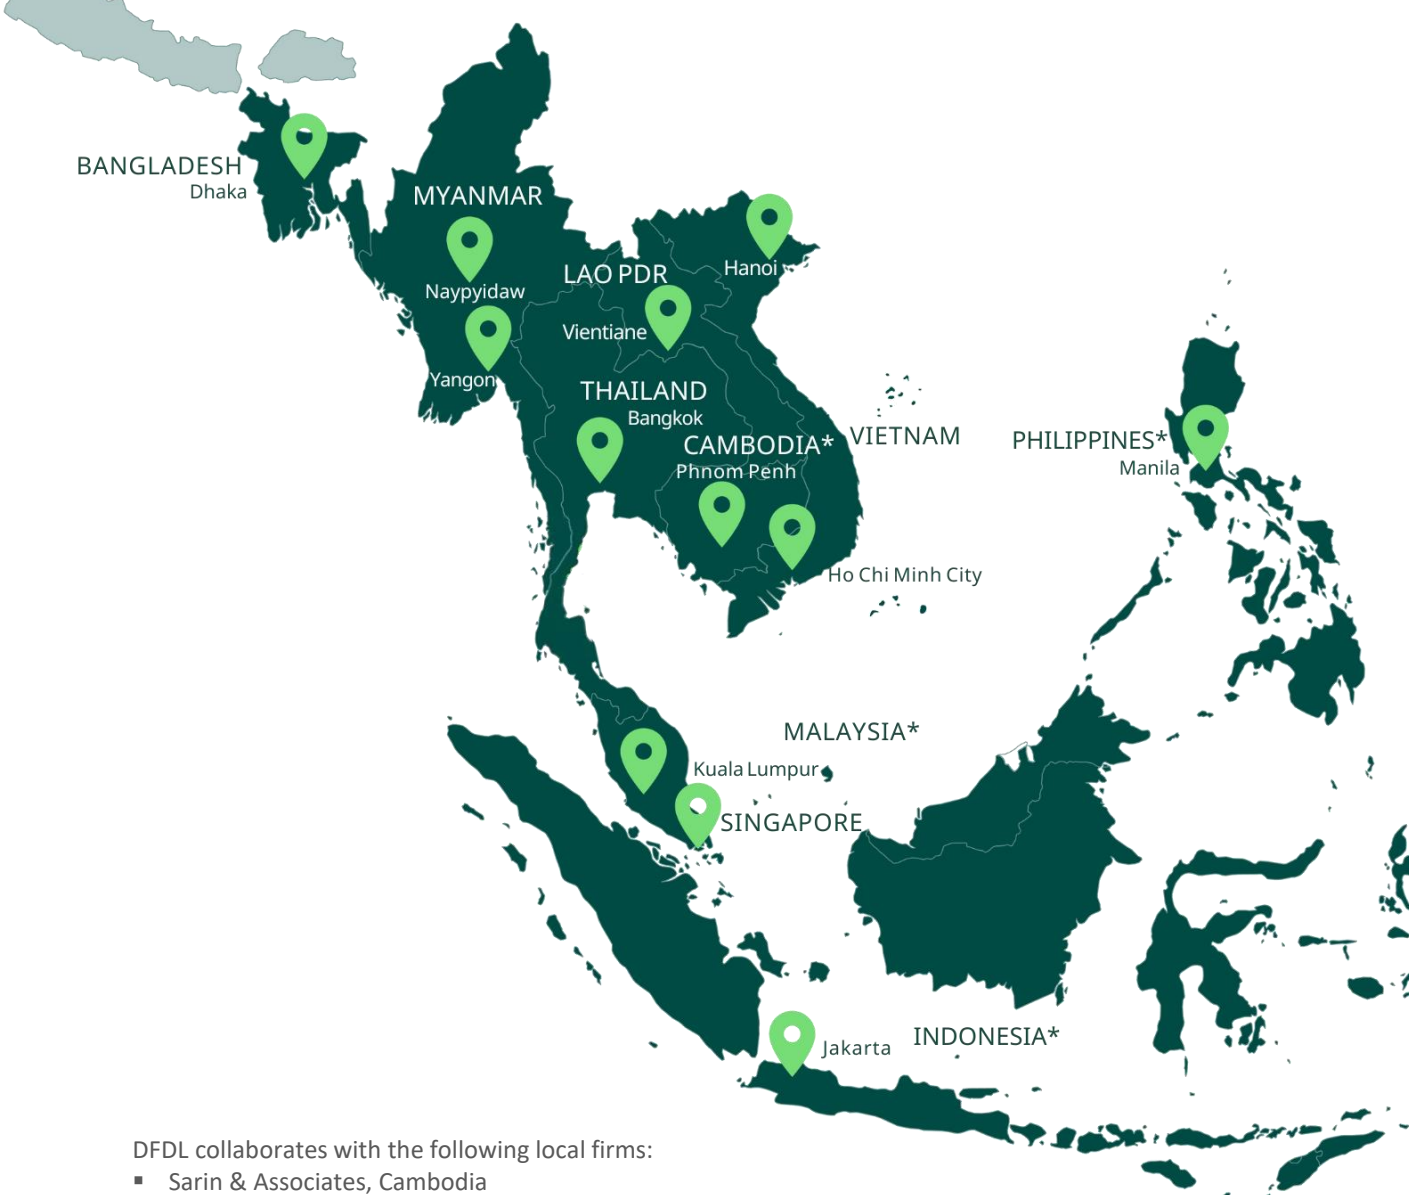 BANGLADESH
Dhaka
MYANMAR
Naypyidaw
Yangon
LAO PDR
Vientiane
Hanoi
THAILAND
Bangkok
CAMBODIA*
Phnom Penh
VIETNAM
Ho Chi Minh City
PHILIPPINES*
Manila
MALAYSIA*
Kuala Lumpur
SINGAPORE
Jakarta
INDONESIA*
DFDL collaborates with the following local firms:
▪ Sarin & Associates, Cambodia